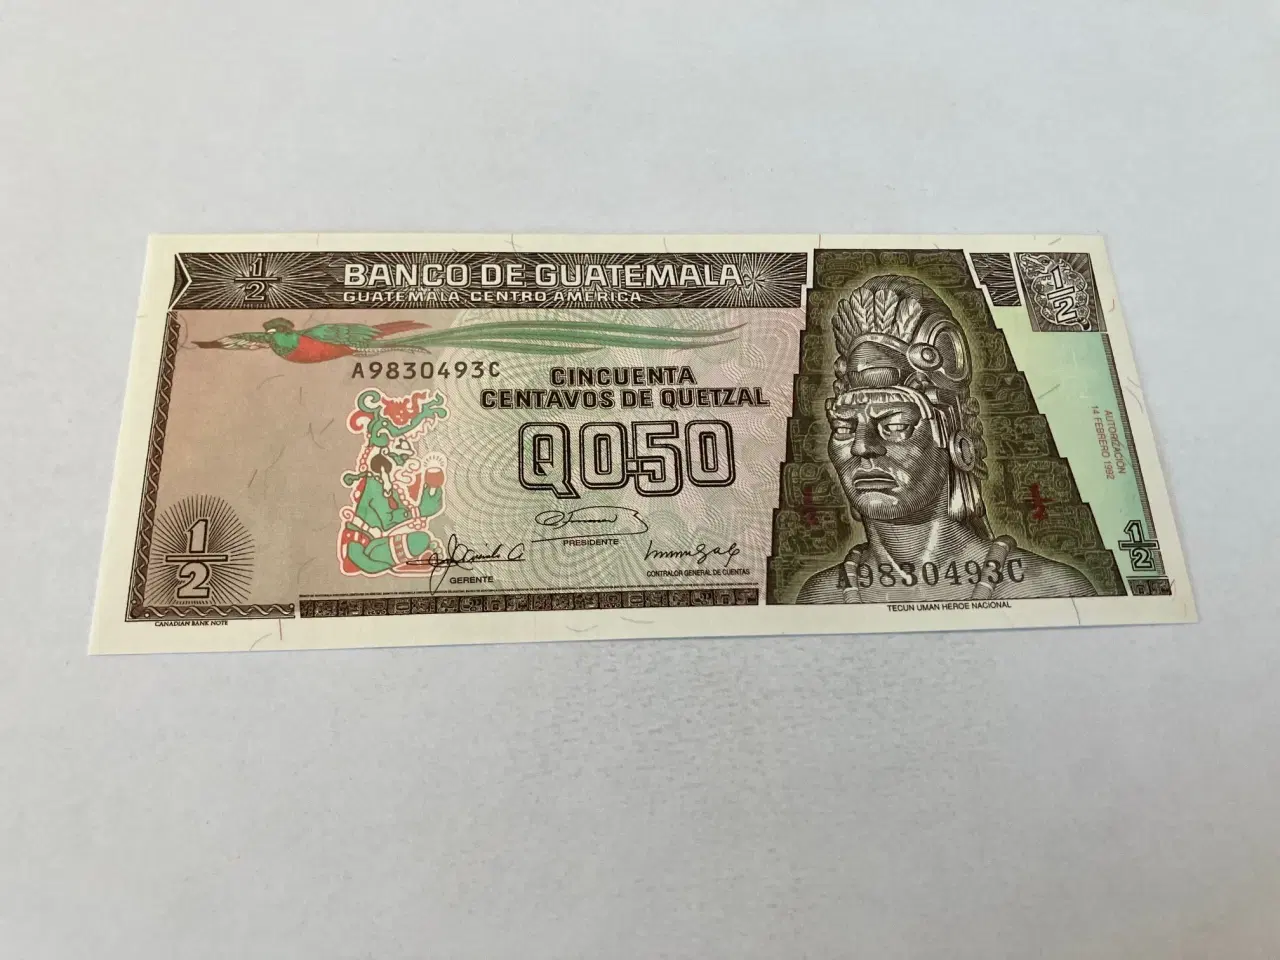 1/2
BANCO DE GUATEMALA
GUATEMALA, CENTRO AMERICA
1/2
A9830493C
CINCUENTA
CENTAVOS DE QUETZAL
Q0.50
AUTORIZACION
14 FEBRERO 1992
1/2
PRESIDENTE
GERENTE
CONTRALOR GENERAL DE CUENTAS
1/2
1/2
A9830493C
TECUN UMAN HEROE NACIONAL
CANADIAN BANK NOTE